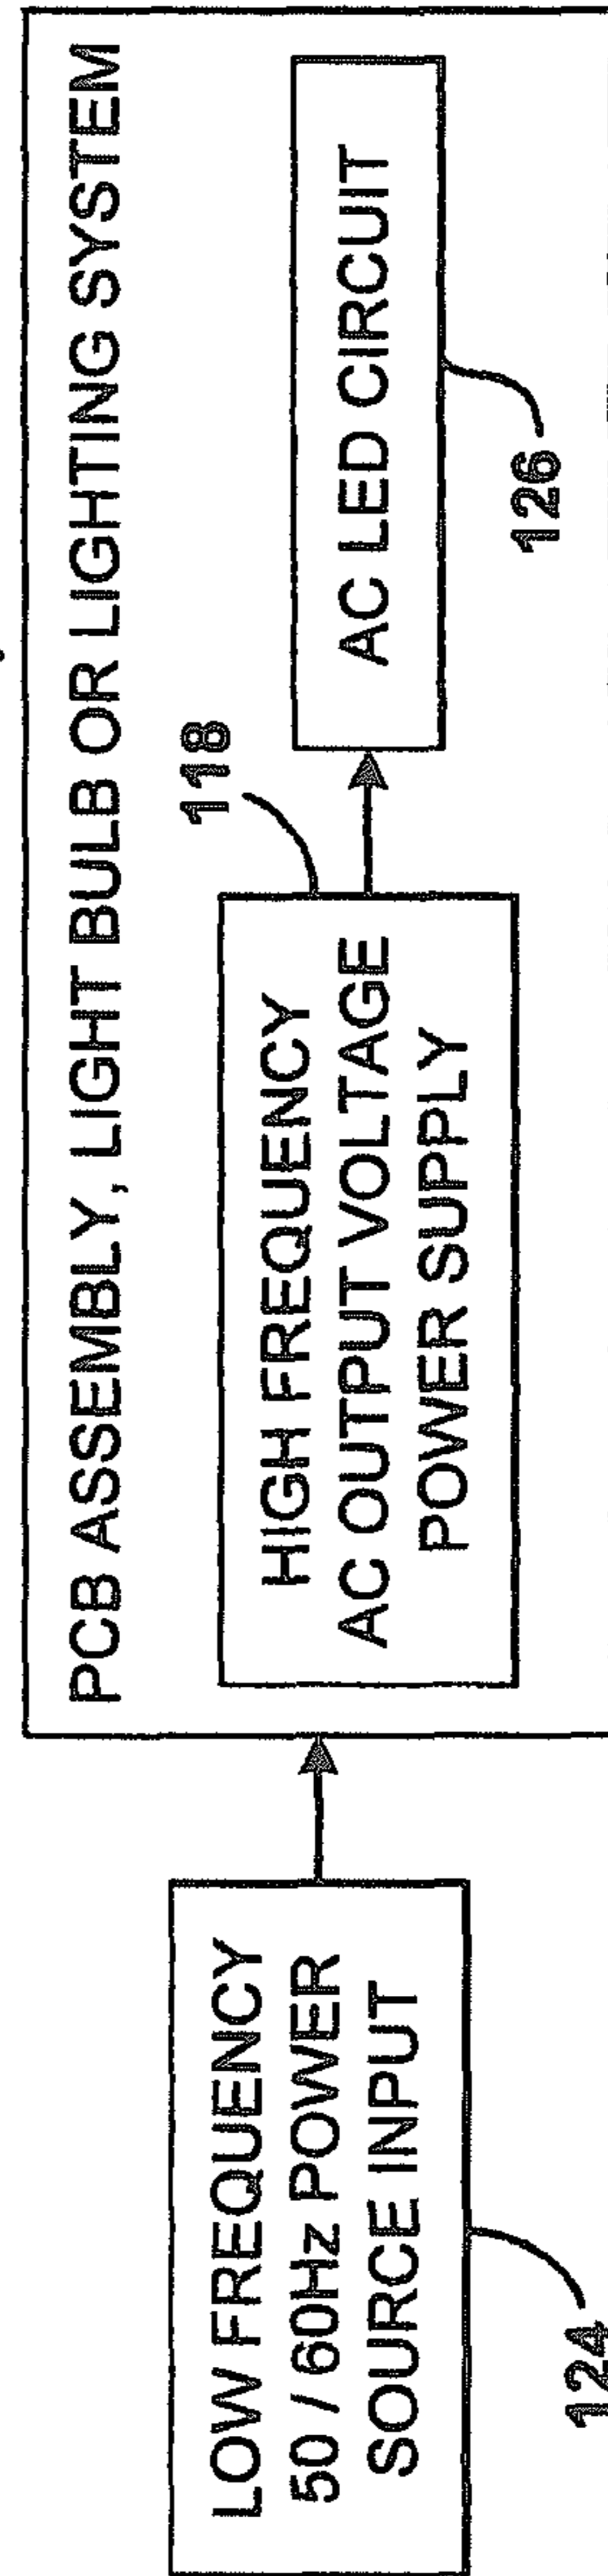 PCB ASSEMBLY, LIGHT BULB OR LIGHTING SYSTEM
LOW FREQUENCY
50 / 60Hz POWER
SOURCE INPUT
124
HIGH FREQUENCY
AC OUTPUT VOLTAGE
POWER SUPPLY
118
AC LED CIRCUIT
126